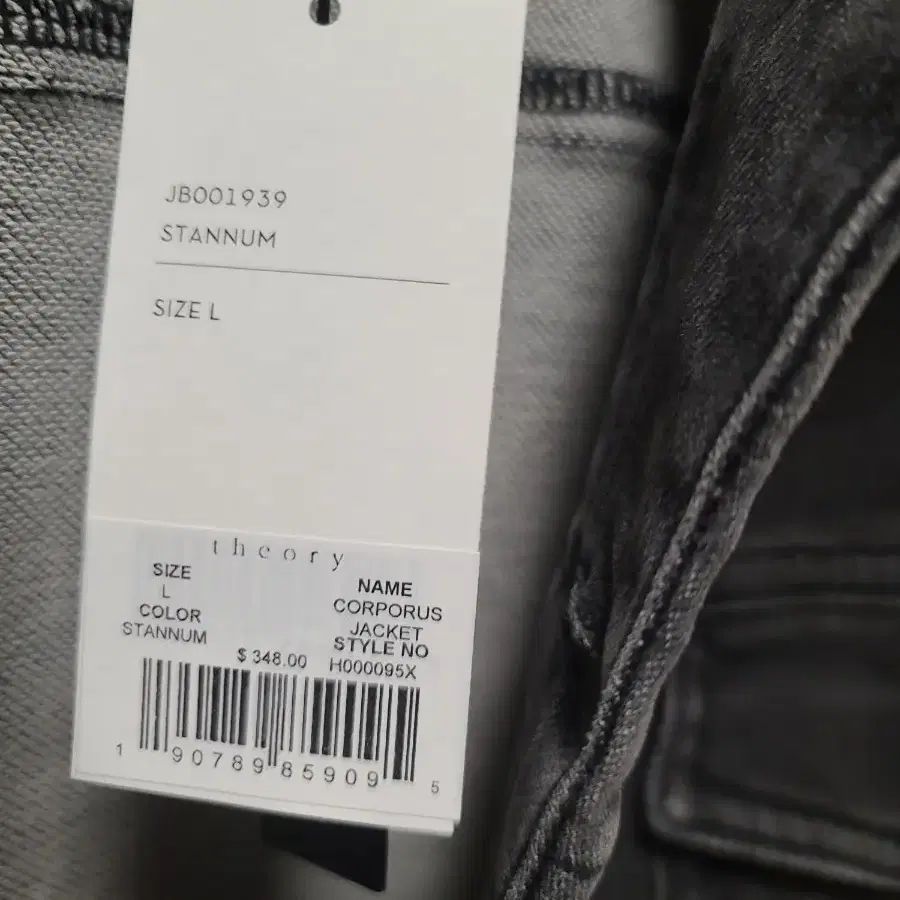 JB001939
STANNUM
SIZE L
theory
SIZE
L
COLOR
STANNUM
NAME
CORPORUS
JACKET
STYLE NO
$ 348.00 H000095X
1 90789 85909 5